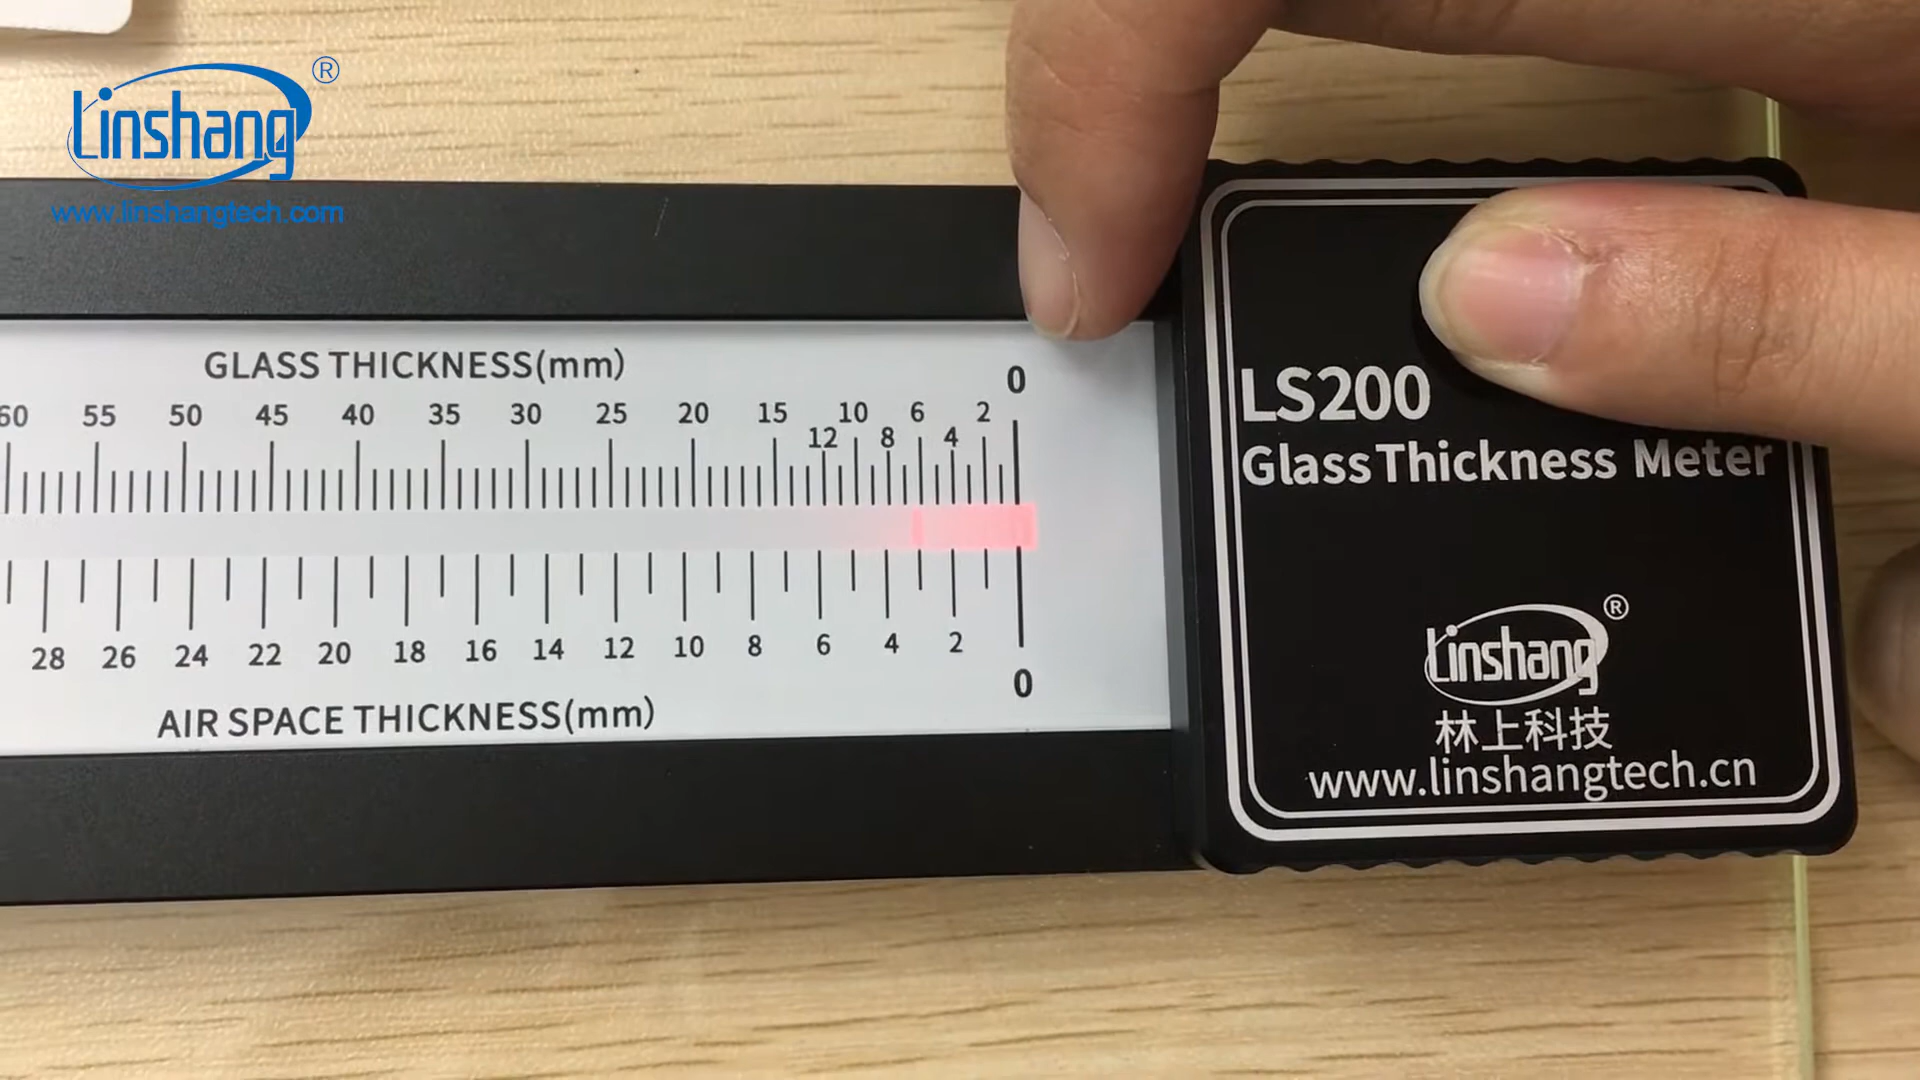 Linshang®
www.linshangtech.com
GLASS THICKNESS(mm)
0
60 55 50 45 40 35 30 25 20 15 10 6 2
12 8 4
28 26 24 22 20 18 16 14 12 10 8 6 4 2
0
AIR SPACE THICKNESS(mm)
LS200
Glass Thickness Meter
Linshang®
林上科技
www.linshangtech.cn